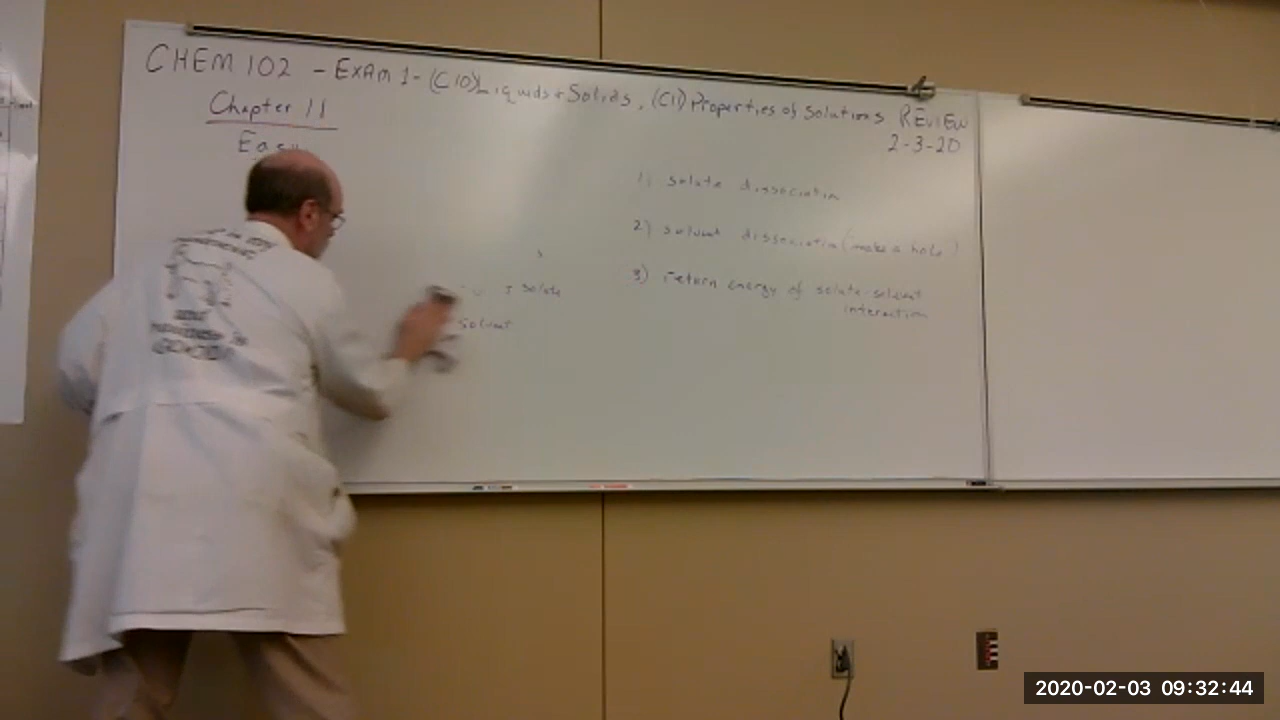 CHEM 102 - EXAM 1 - (C10) Liquids + Solids, (C11) Properties of Solutions REVIEW
2-3-20
Chapter 11
Easy
1) solute dissociation
2) solvent dissociation (make a hole)
3) return energy of solute solvent
interaction
solute
solvent
2020-02-03 09:32:44